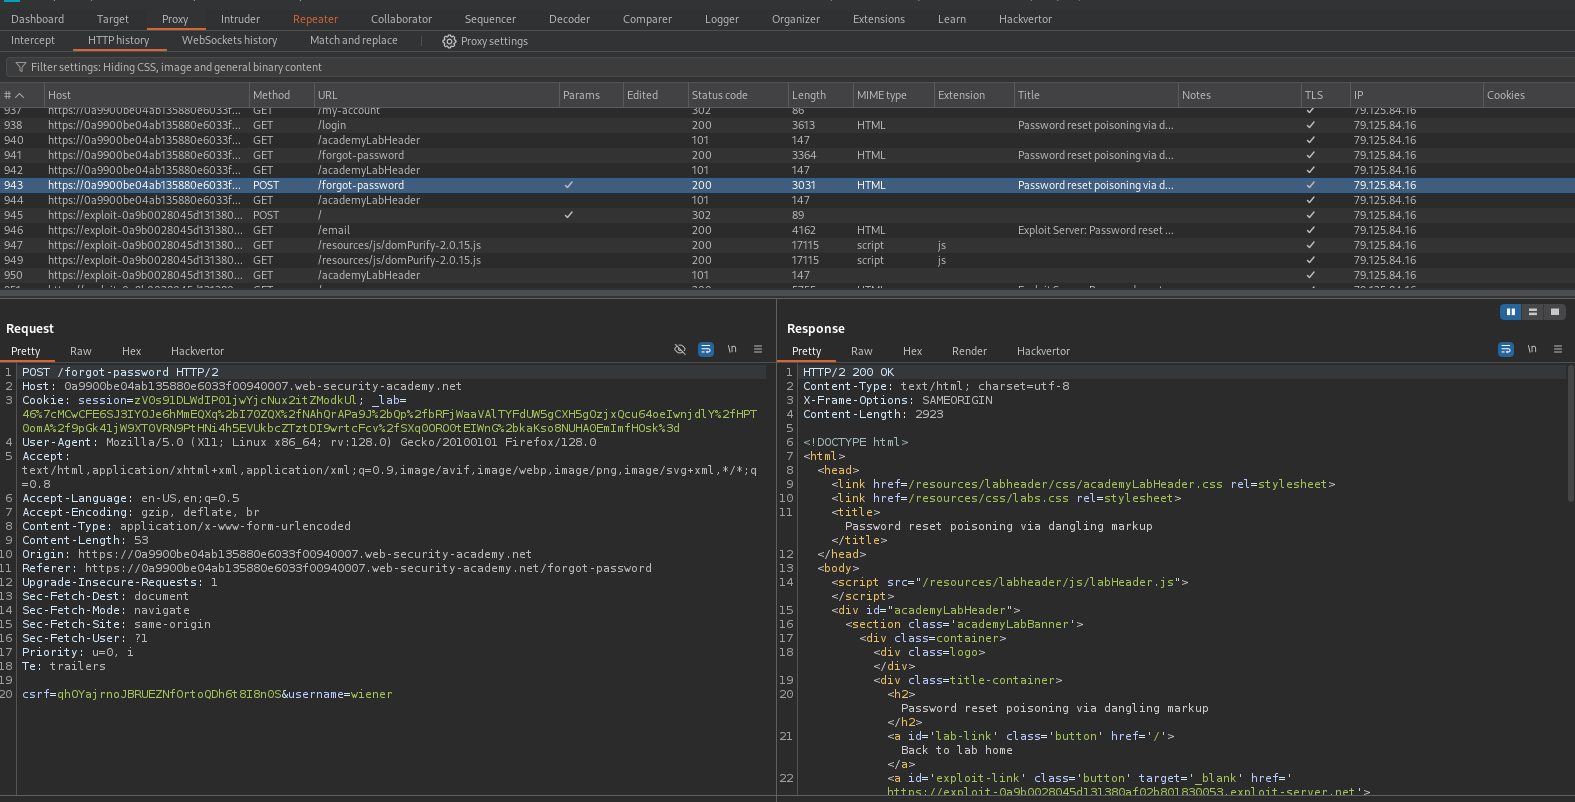 Dashboard Target Proxy Intruder Repeater Collaborator Sequencer Decoder Comparer Logger Organizer Extensions Learn Hackvertor
Intercept HTTP history WebSockets history Match and replace Proxy settings
Filter settings: Hiding CSS, image and general binary content
# Host Method URL Params Edited Status code Length MIME type Extension Title Notes TLS IP Cookies
937 https://0a9900be04ab135880e6033f... GET /my-account 302 86 ✓ 79.125.84.16
938 https://0a9900be04ab135880e6033f... GET /login 200 3613 HTML Password reset poisoning via d... ✓ 79.125.84.16
940 https://0a9900be04ab135880e6033f... GET /academyLabHeader 101 147 ✓ 79.125.84.16
941 https://0a9900be04ab135880e6033f... GET /forgot-password 200 3364 HTML Password reset poisoning via d... ✓ 79.125.84.16
942 https://0a9900be04ab135880e6033f... GET /academyLabHeader 101 147 ✓ 79.125.84.16
943 https://0a9900be04ab135880e6033f... POST /forgot-password ✓ 200 3031 HTML Password reset poisoning via d... ✓ 79.125.84.16
944 https://0a9900be04ab135880e6033f... GET /academyLabHeader 101 147 ✓ 79.125.84.16
945 https://exploit-0a9b0028045d131380... POST / ✓ 302 89 ✓ 79.125.84.16
946 https://exploit-0a9b0028045d131380... GET /email 200 4162 HTML Exploit Server: Password reset ... ✓ 79.125.84.16
947 https://exploit-0a9b0028045d131380... GET /resources/js/domPurify-2.0.15.js 200 17115 script js ✓ 79.125.84.16
949 https://exploit-0a9b0028045d131380... GET /resources/js/domPurify-2.0.15.js 200 17115 script js ✓ 79.125.84.16
950 https://exploit-0a9b0028045d131380... GET /academyLabHeader 101 147 ✓ 79.125.84.16
Request
Pretty Raw Hex Hackvertor \n
1 POST /forgot-password HTTP/2
2 Host: 0a9900be04ab135880e6033f00940007.web-security-academy.net
3 Cookie: session=zV0s91DLWdIP01jwYjcNux2itZModkUl; _lab=
46%7cMCwCFE6SJ3IYOJe6hMmEQXq%2bI70ZQX%2fNAhQrAPa9J%2bQp%2fbRFjWaaVAlTYFdUW5gCXH5gOzjxQcu64oeIwnjdlY%2fHPT
0omA%2f9pGk41jW9XT0VRN9PtHNi4h5EVUkbcZTztDI9wrtcFcv%2fSXq0OR0OtEIWnG%2bkaKso8NUHA0EmImfH0sk%3d
4 User-Agent: Mozilla/5.0 (X11; Linux x86_64; rv:128.0) Gecko/20100101 Firefox/128.0
5 Accept:
text/html,application/xhtml+xml,application/xml;q=0.9,image/avif,image/webp,image/png,image/svg+xml,*/*;q
=0.8
6 Accept-Language: en-US,en;q=0.5
7 Accept-Encoding: gzip, deflate, br
8 Content-Type: application/x-www-form-urlencoded
9 Content-Length: 53
10 Origin: https://0a9900be04ab135880e6033f00940007.web-security-academy.net
11 Referer: https://0a9900be04ab135880e6033f00940007.web-security-academy.net/forgot-password
12 Upgrade-Insecure-Requests: 1
13 Sec-Fetch-Dest: document
14 Sec-Fetch-Mode: navigate
15 Sec-Fetch-Site: same-origin
16 Sec-Fetch-User: ?1
17 Priority: u=0, i
18 Te: trailers
19
20 csrf=qhOYajrnoJBRUEZNfOrtoQDh6t8I8nOS&username=wiener
Response
Pretty Raw Hex Render Hackvertor \n
1 HTTP/2 200 OK
2 Content-Type: text/html; charset=utf-8
3 X-Frame-Options: SAMEORIGIN
4 Content-Length: 2923
5
6 <!DOCTYPE html>
7 <html>
8 <head>
9 <link href=/resources/labheader/css/academyLabHeader.css rel=stylesheet>
10 <link href=/resources/css/labs.css rel=stylesheet>
11 <title>
Password reset poisoning via dangling markup
</title>
12 </head>
13 <body>
14 <script src="/resources/labheader/js/labHeader.js">
</script>
15 <div id="academyLabHeader">
16 <section class='academyLabBanner'>
17 <div class=container>
18 <div class=logo>
</div>
19 <div class=title-container>
20 <h2>
Password reset poisoning via dangling markup
</h2>
21 <a id='lab-link' class='button' href='/'>
Back to lab home
</a>
22 <a id='exploit-link' class='button' target='_blank' href='
https://exploit-0a9b0028045d131380af02b801830053.exploit-server.net'>